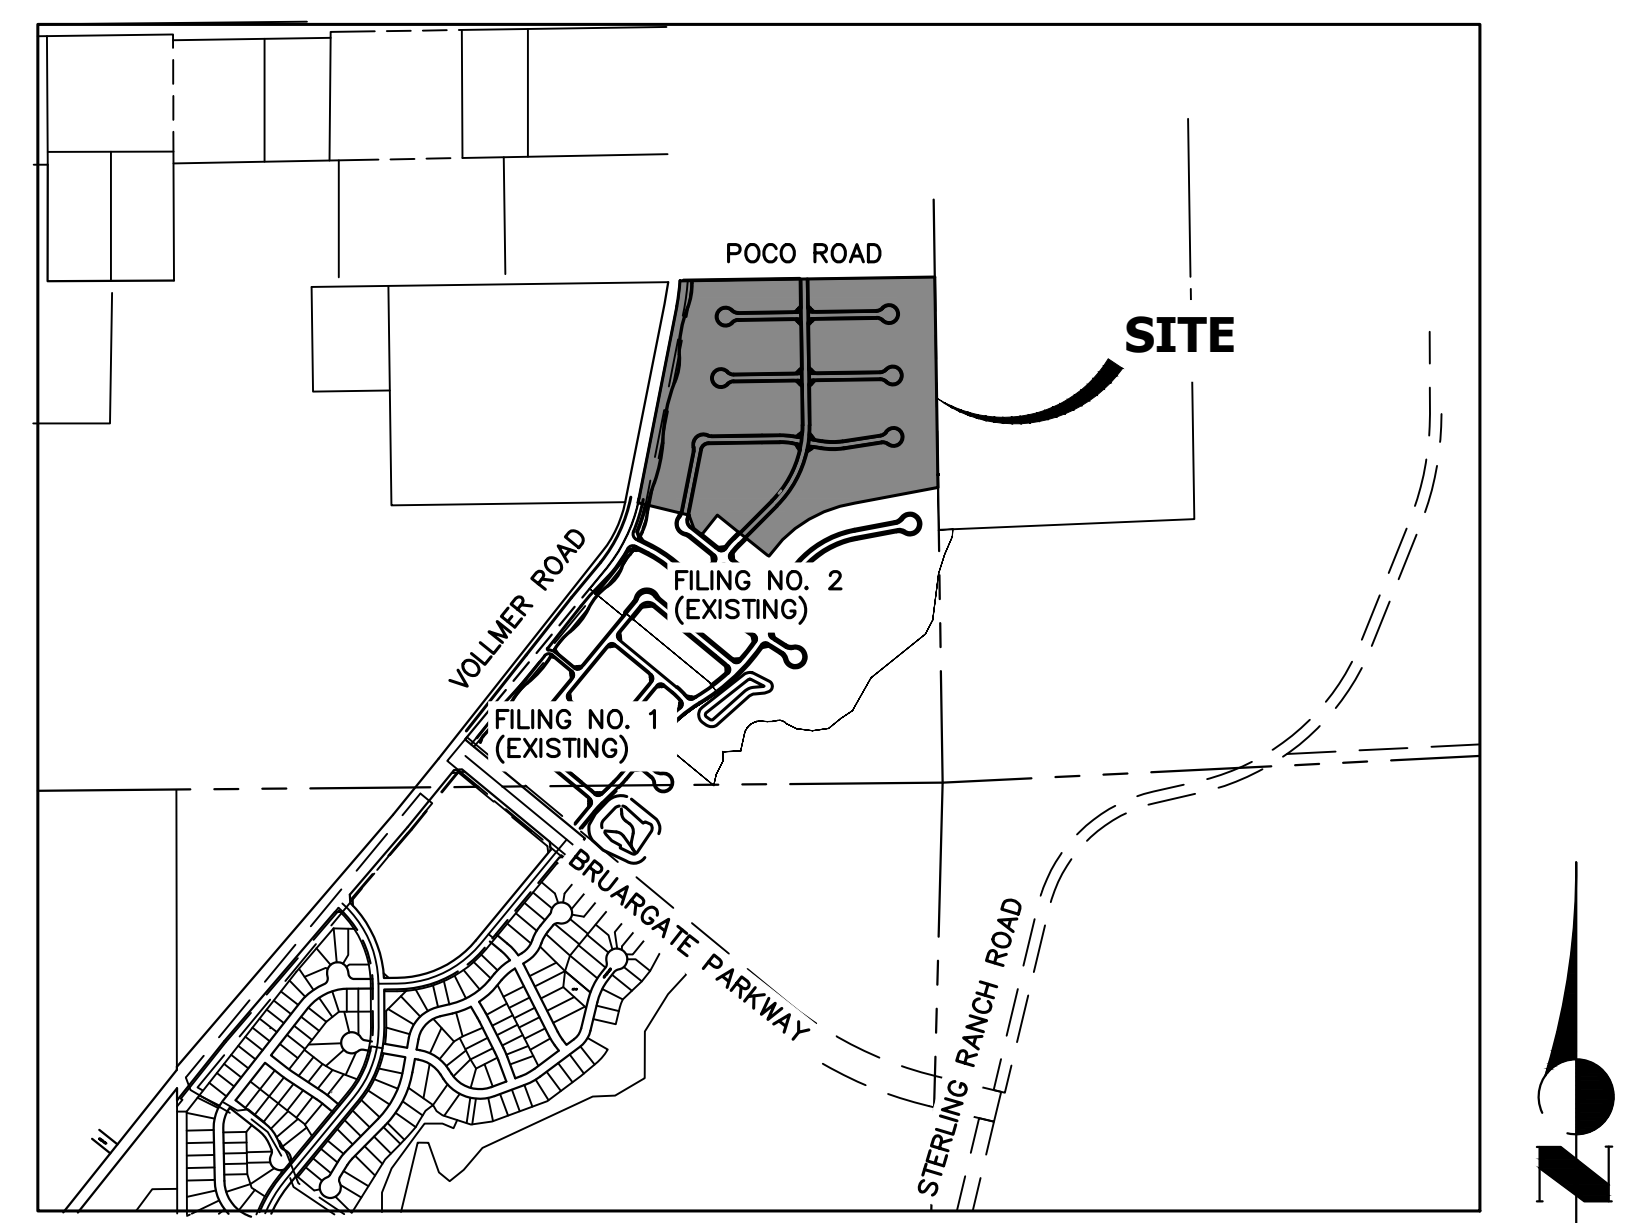 POCO ROAD
SITE
VOLLMER ROAD
FILING NO. 2
(EXISTING)
FILING NO. 1
(EXISTING)
BRUARGATE PARKWAY
STERLING RANCH ROAD
N